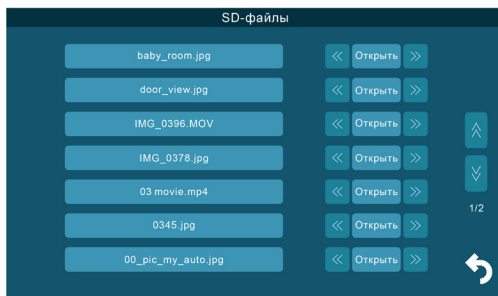 SD-файлы
baby_room.jpg « Открыть »
door_view.jpg « Открыть »
IMG_0396.MOV « Открыть »
IMG_0378.jpg « Открыть »
03 movie.mp4 « Открыть »
0345.jpg « Открыть »
00_pic_my_auto.jpg « Открыть »
1/2